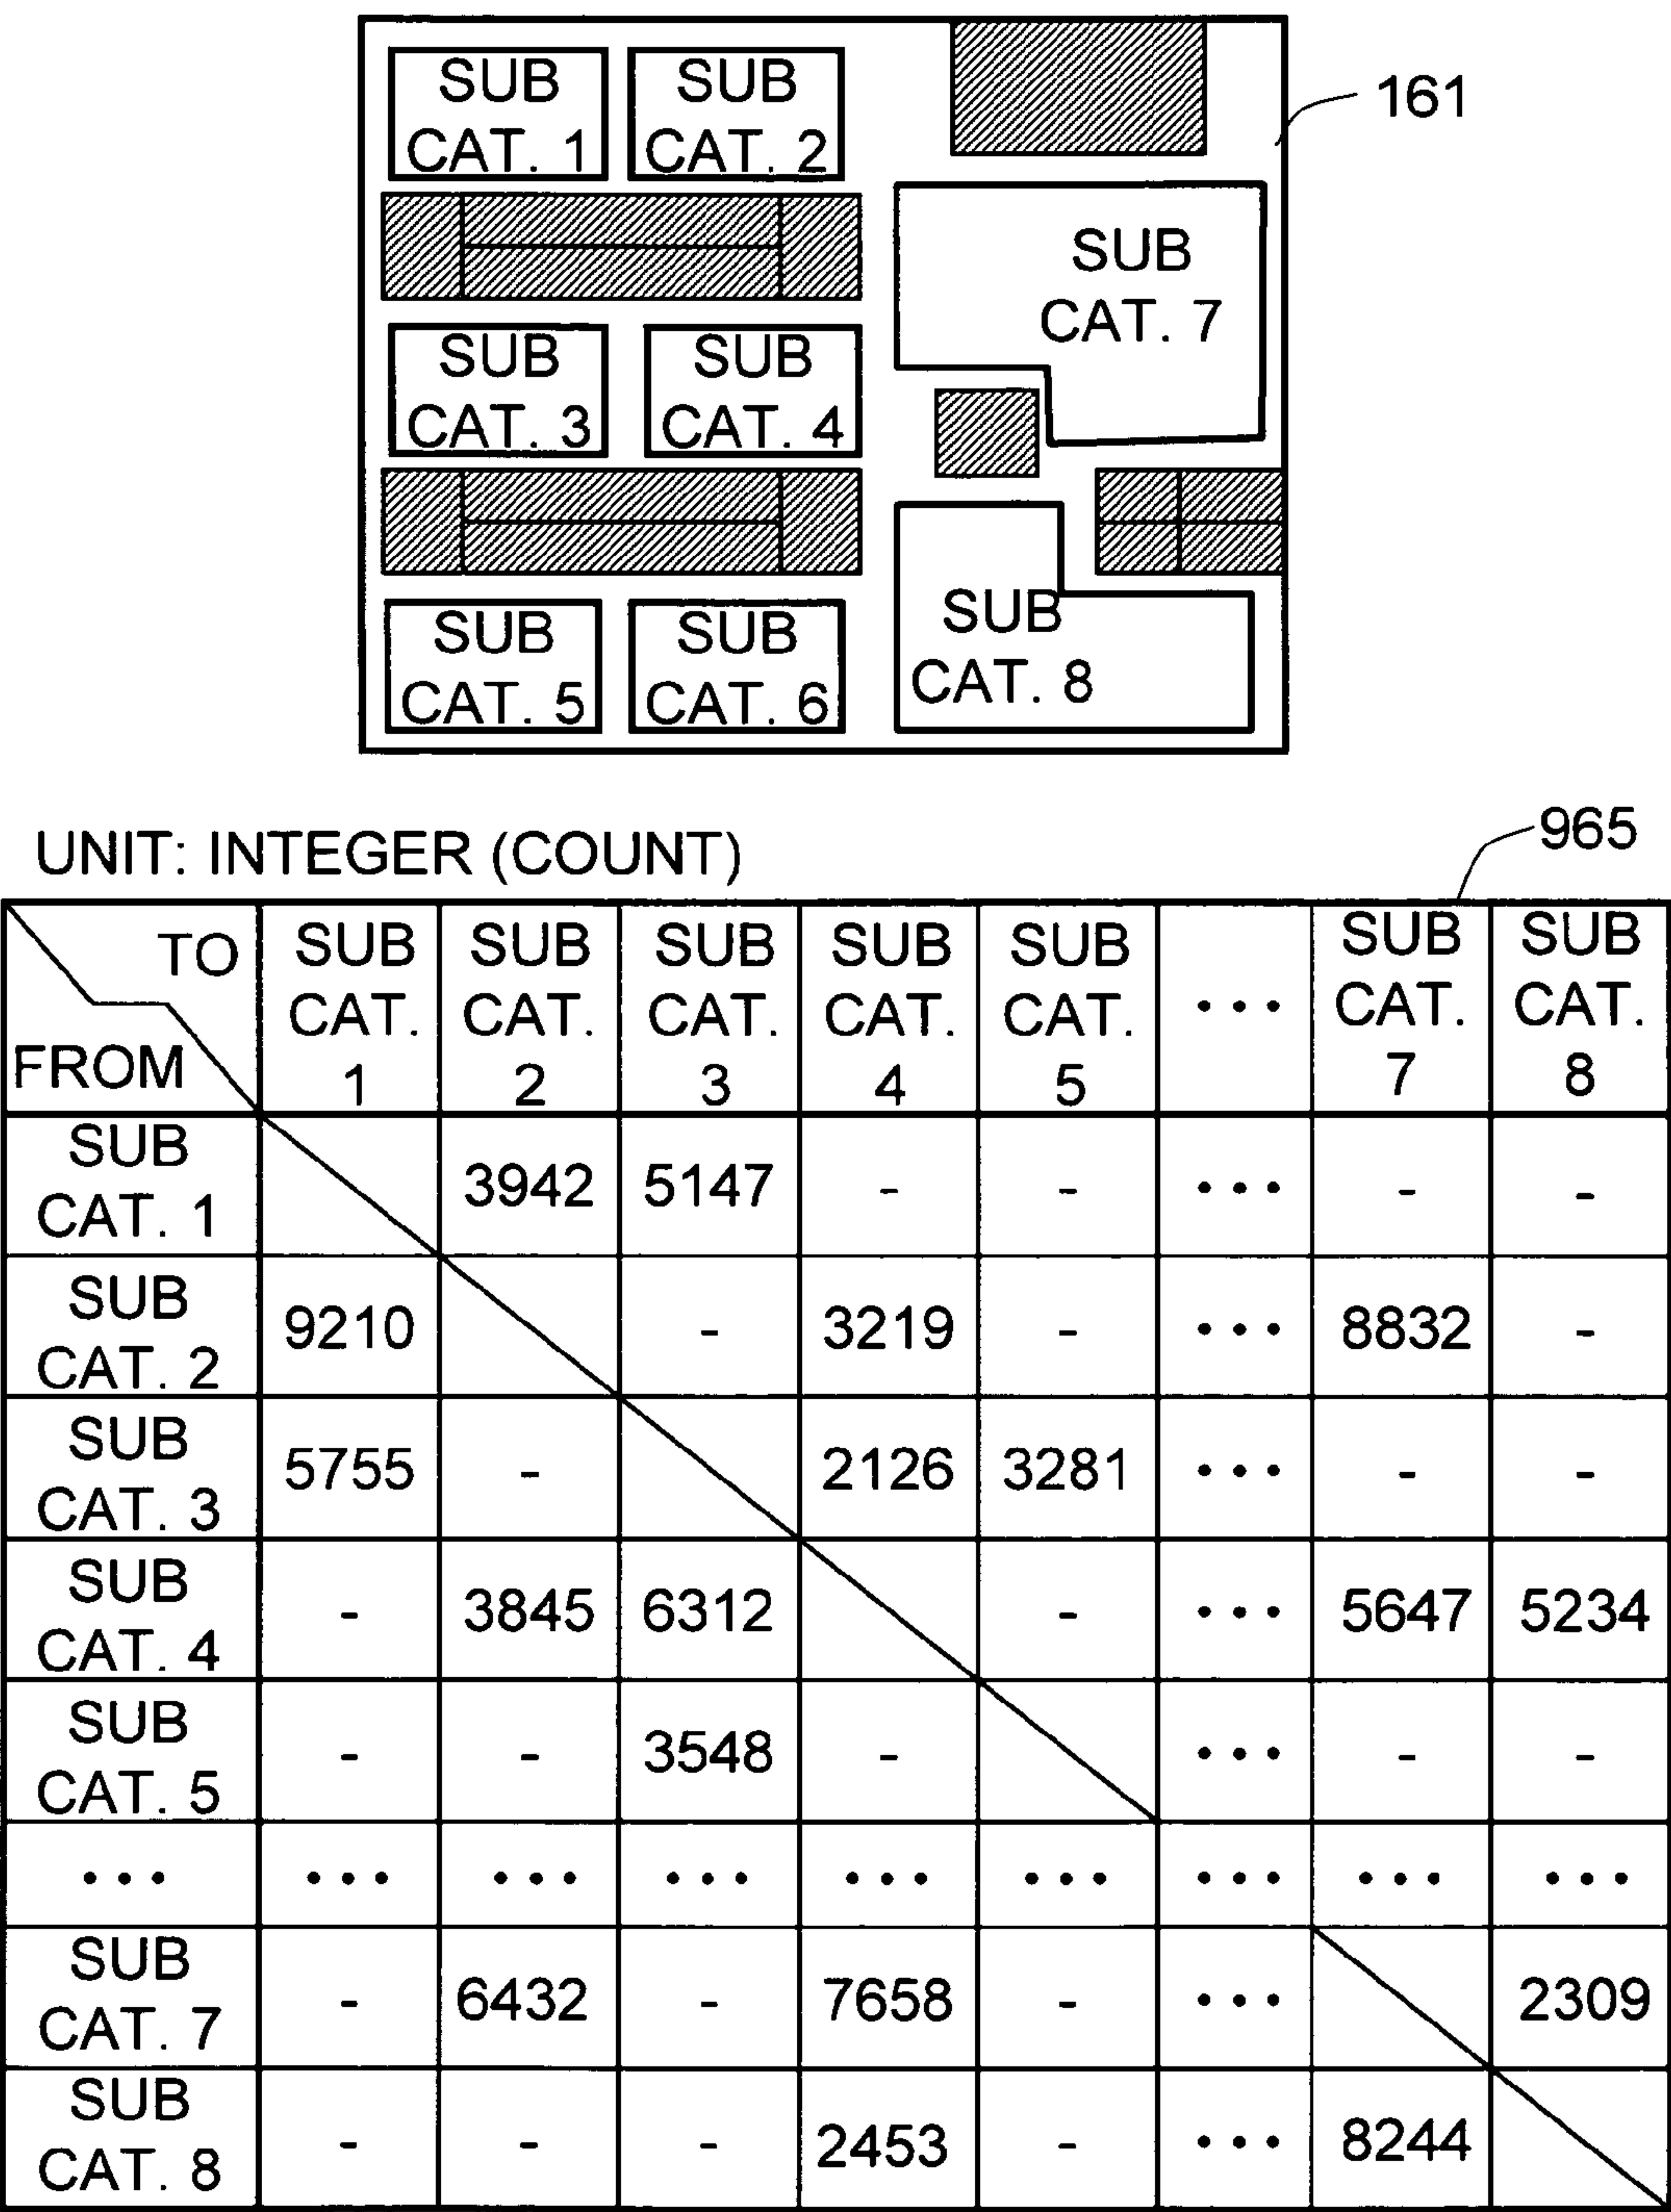 SUB SUB
CAT. 1 CAT. 2
161
SUB
CAT. 7
SUB SUB
CAT. 3 CAT. 4
SUB
CAT. 8
SUB SUB
CAT. 5 CAT. 6
UNIT: INTEGER (COUNT)
965
TO SUB SUB SUB SUB SUB SUB SUB
CAT. CAT. CAT. CAT. CAT. ••• CAT. CAT.
FROM 1 2 3 4 5 7 8
SUB
CAT. 1 3942 5147 - - ••• - -
SUB
CAT. 2 9210 - 3219 - ••• 8832 -
SUB
CAT. 3 5755 - 2126 3281 ••• - -
SUB
CAT. 4 - 3845 6312 - ••• 5647 5234
SUB
CAT. 5 - - 3548 - ••• - -
••• ••• ••• ••• ••• ••• ••• ••• •••
SUB
CAT. 7 - 6432 - 7658 - ••• 2309
SUB
CAT. 8 - - - 2453 - ••• 8244